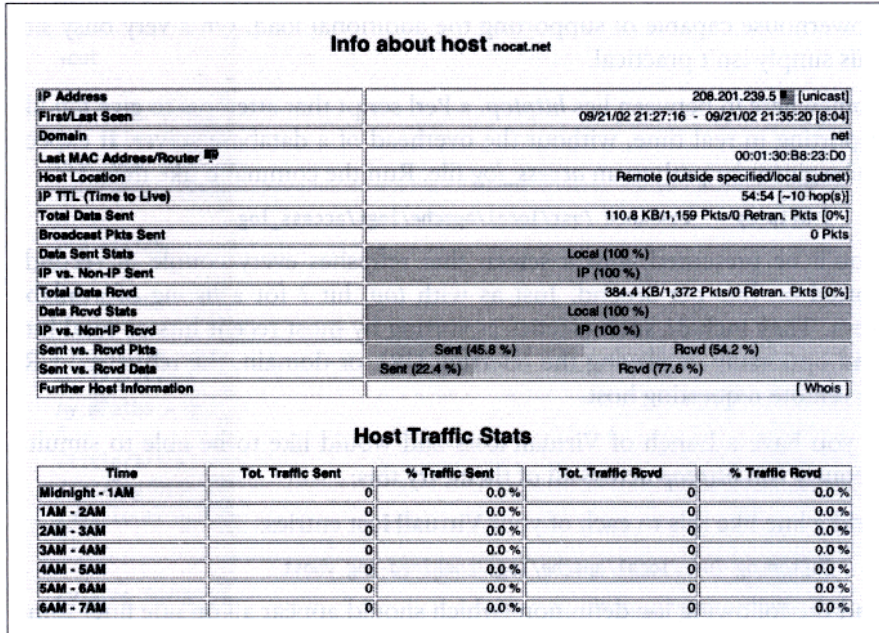 Info about host nocat.net
IP Address 208.201.239.5 [unicast]
First/Last Seen 09/21/02 21:27:16 - 09/21/02 21:35:20 [8:04]
Domain net
Last MAC Address/Router 00:01:30:B8:23:D0
Host Location Remote (outside specified/local subnet)
IP TTL (Time to Live) 54:54 [~10 hop(s)]
Total Data Sent 110.8 KB/1,159 Pkts/0 Retran. Pkts [0%]
Broadcast Pkts Sent 0 Pkts
Data Sent Stats Local (100 %)
IP vs. Non-IP Sent IP (100 %)
Total Data Rcvd 384.4 KB/1,372 Pkts/0 Retran. Pkts [0%]
Data Rcvd Stats Local (100 %)
IP vs. Non-IP Rcvd IP (100 %)
Sent vs. Rcvd Pkts Sent (45.8 %) Rcvd (54.2 %)
Sent vs. Rcvd Data Sent (22.4 %) Rcvd (77.6 %)
Further Host Information [ Whois ]
Host Traffic Stats
Time Tot. Traffic Sent % Traffic Sent Tot. Traffic Rcvd % Traffic Rcvd
Midnight - 1AM 0 0.0 % 0 0.0 %
1AM - 2AM 0 0.0 % 0 0.0 %
2AM - 3AM 0 0.0 % 0 0.0 %
3AM - 4AM 0 0.0 % 0 0.0 %
4AM - 5AM 0 0.0 % 0 0.0 %
5AM - 6AM 0 0.0 % 0 0.0 %
6AM - 7AM 0 0.0 % 0 0.0 %